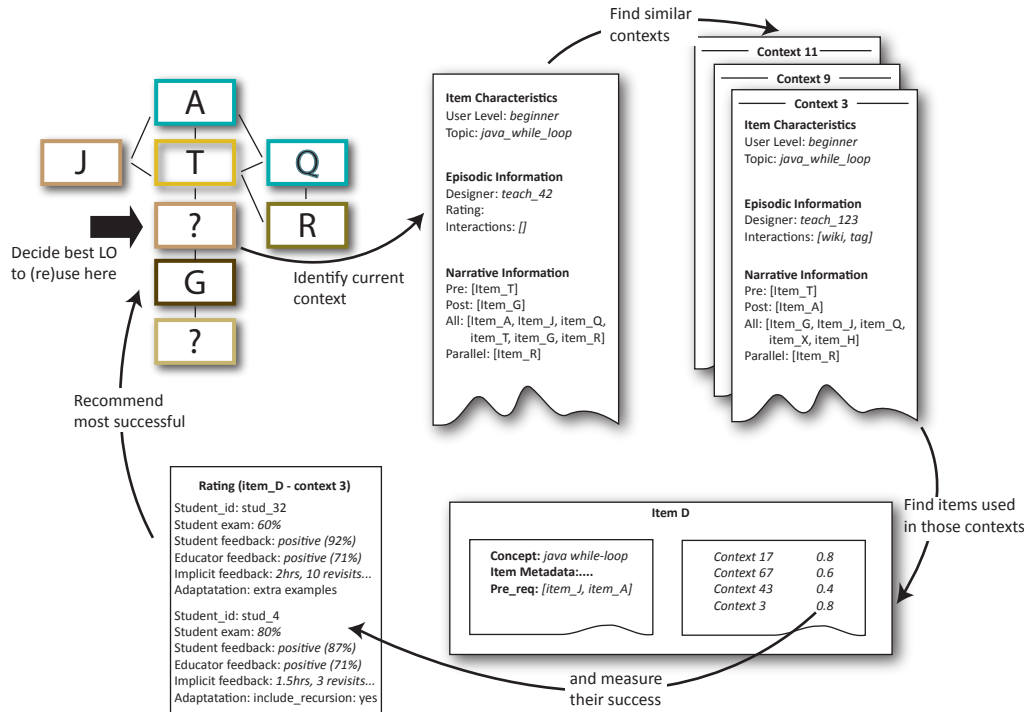 Find similar
contexts
A
J
T
Q
?
R
Decide best LO
to (re)use here
G
?
Identify current
context
Item Characteristics
User Level: beginner
Topic: java_while_loop
Episodic Information
Designer: teach_42
Rating:
Interactions: []
Narrative Information
Pre: [Item_T]
Post: [Item_G]
All: [Item_A, Item_J, item_Q,
item_T, item_G, item_R]
Parallel: [Item_R]
Context 11
Context 9
Context 3
Item Characteristics
User Level: beginner
Topic: java_while_loop
Episodic Information
Designer: teach_123
Interactions: [wiki, tag]
Narrative Information
Pre: [Item_T]
Post: [Item_A]
All: [Item_G, Item_J, item_Q,
item_X, item_H]
Parallel: [Item_R]
Recommend
most successful
Find items used
in those contexts
Item D
Concept: java while-loop
Item Metadata:....
Pre_req: [item_J, item_A]
Context 17 0.8
Context 67 0.6
Context 43 0.4
Context 3 0.8
and measure
their success
Rating (item_D - context 3)
Student_id: stud_32
Student exam: 60%
Student feedback: positive (92%)
Educator feedback: positive (71%)
Implicit feedback: 2hrs, 10 revisits...
Adaptatation: extra examples
Student_id: stud_4
Student exam: 80%
Student feedback: positive (87%)
Educator feedback: positive (71%)
Implicit feedback: 1.5hrs, 3 revisits...
Adaptatation: include_recursion: yes